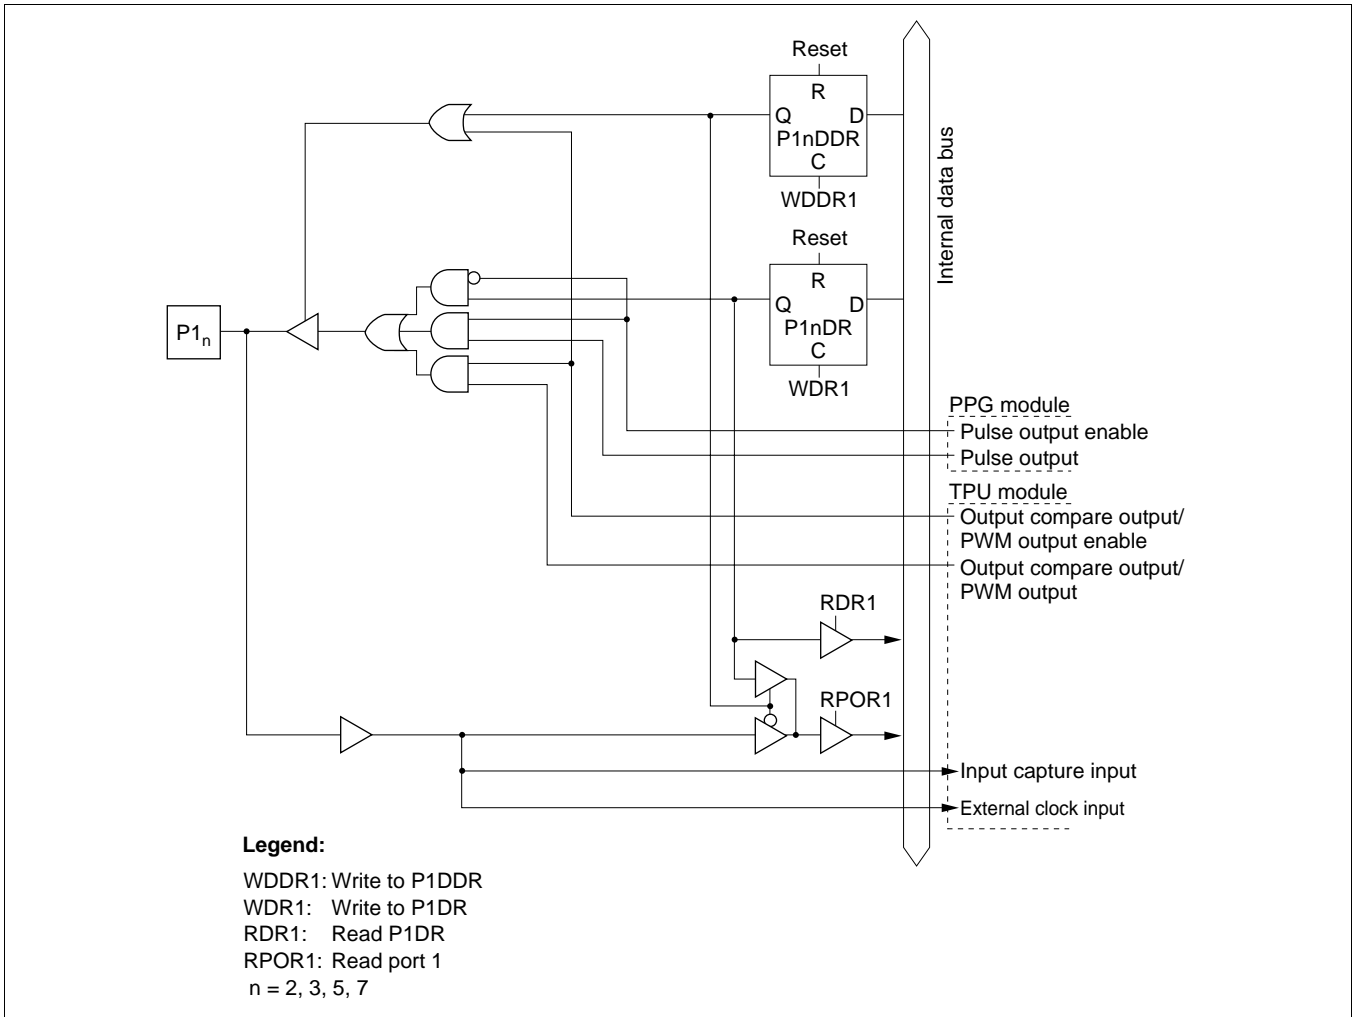 Reset
R
Q D
P1nDDR
C
WDDR1
Internal data bus
Reset
R
Q D
P1nDR
C
WDR1
P1n
PPG module
Pulse output enable
Pulse output
TPU module
Output compare output/
PWM output enable
Output compare output/
PWM output
RDR1
RPOR1
Input capture input
External clock input
Legend:
WDDR1: Write to P1DDR
WDR1: Write to P1DR
RDR1: Read P1DR
RPOR1: Read port 1
n = 2, 3, 5, 7